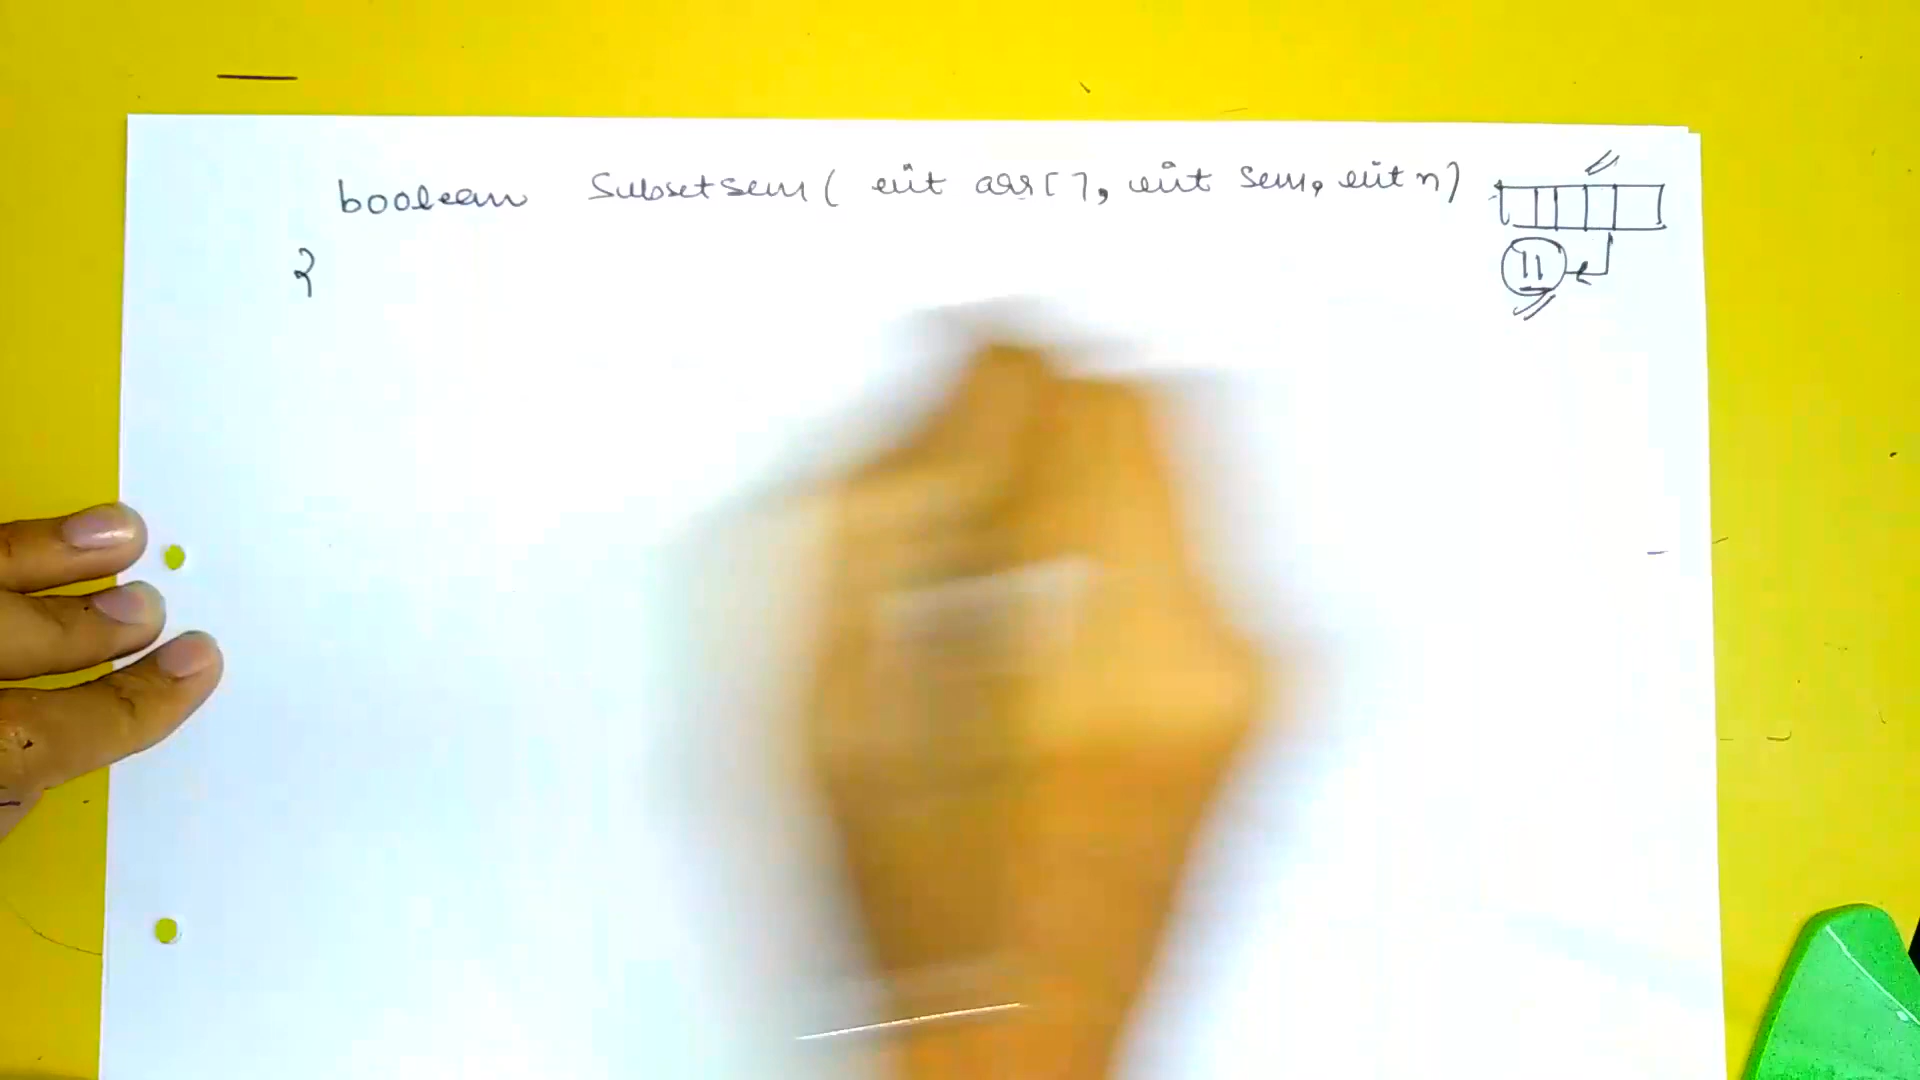 boolean Subsetsum( int arr[], int sum, int n)
{
11